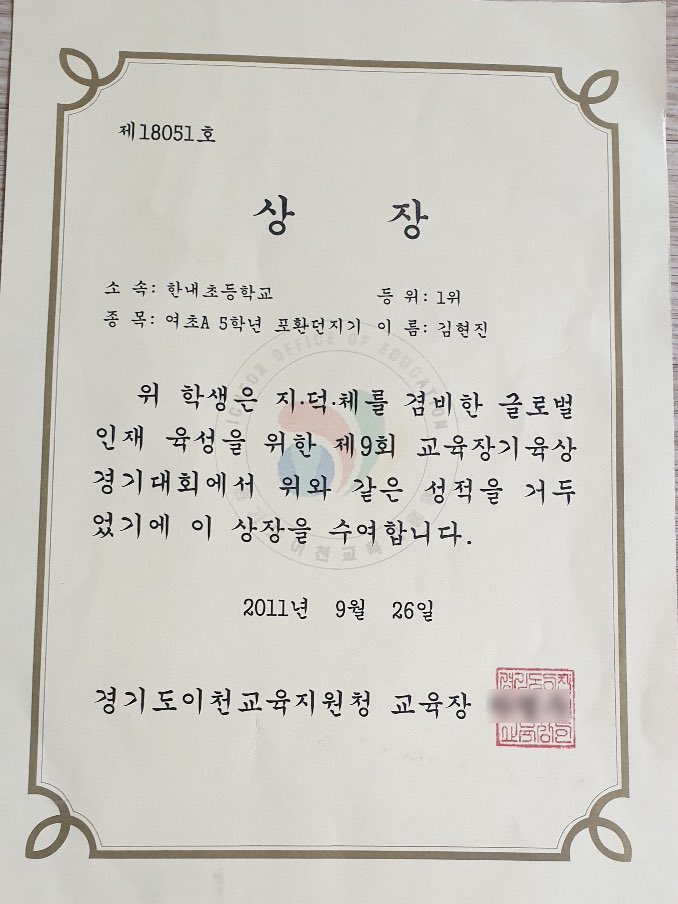 제18051호
상 장
소 속: 한내초등학교 등 위: 1위
종 목: 여초A 5학년 포환던지기 이 름: 김현진
위 학생은 지·덕·체를 겸비한 글로벌
인재 육성을 위한 제9회 교육장기육상
경기대회에서 위와 같은 성적을 거두
었기에 이 상장을 수여합니다.
2011년 9월 26일
경기도이천교육지원청 교육장
OFFICE OF EDUCATION